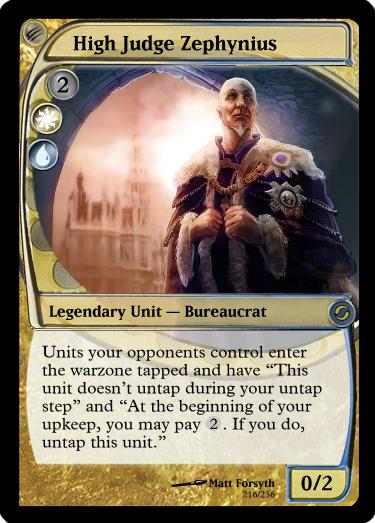 High Judge Zephynius
2
Legendary Unit — Bureaucrat
Units your opponents control enter
the warzone tapped and have “This
unit doesn’t untap during your untap
step” and “At the beginning of your
upkeep, you may pay 2. If you do,
untap this unit.”
Matt Forsyth
216/236
0/2